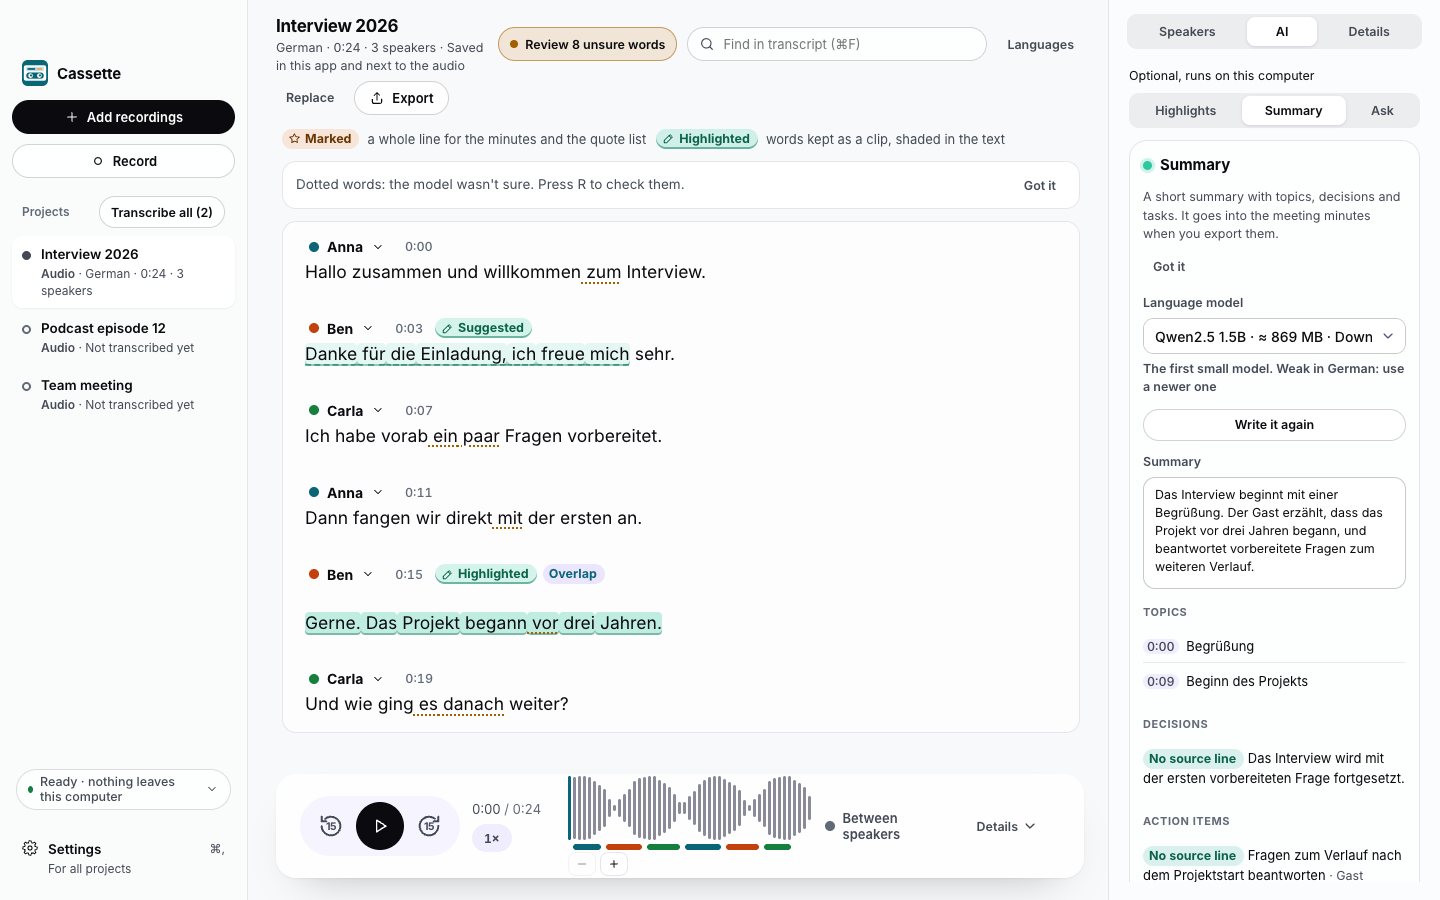 Cassette
Add recordings
Record
Projects
Transcribe all (2)
Interview 2026
Audio · German · 0:24 · 3
speakers
Podcast episode 12
Audio · Not transcribed yet
Team meeting
Audio · Not transcribed yet
Ready · nothing leaves
this computer
Settings
⌘,
For all projects
Interview 2026
German · 0:24 · 3 speakers · Saved
in this app and next to the audio
Review 8 unsure words
Find in transcript (⌘F)
Languages
Replace
Export
Marked a whole line for the minutes and the quote list Highlighted words kept as a clip, shaded in the text
Dotted words: the model wasn't sure. Press R to check them.
Got it
Anna 0:00
Hallo zusammen und willkommen zum Interview.
Ben 0:03 Suggested
Danke für die Einladung, ich freue mich sehr.
Carla 0:07
Ich habe vorab ein paar Fragen vorbereitet.
Anna 0:11
Dann fangen wir direkt mit der ersten an.
Ben 0:15 Highlighted Overlap
Gerne. Das Projekt begann vor drei Jahren.
Carla 0:19
Und wie ging es danach weiter?
15
15
0:00 / 0:24
1×
−
+
Between
speakers
Details
Speakers
AI
Details
Optional, runs on this computer
Highlights
Summary
Ask
Summary
A short summary with topics, decisions and
tasks. It goes into the meeting minutes
when you export them.
Got it
Language model
Qwen2.5 1.5B · ≈ 869 MB · Down
The first small model. Weak in German: use
a newer one
Write it again
Summary
Das Interview beginnt mit einer
Begrüßung. Der Gast erzählt, dass das
Projekt vor drei Jahren begann, und
beantwortet vorbereitete Fragen zum
weiteren Verlauf.
TOPICS
0:00 Begrüßung
0:09 Beginn des Projekts
DECISIONS
No source line Das Interview wird mit
der ersten vorbereiteten Frage fortgesetzt.
ACTION ITEMS
No source line Fragen zum Verlauf nach
dem Projektstart beantworten · Gast